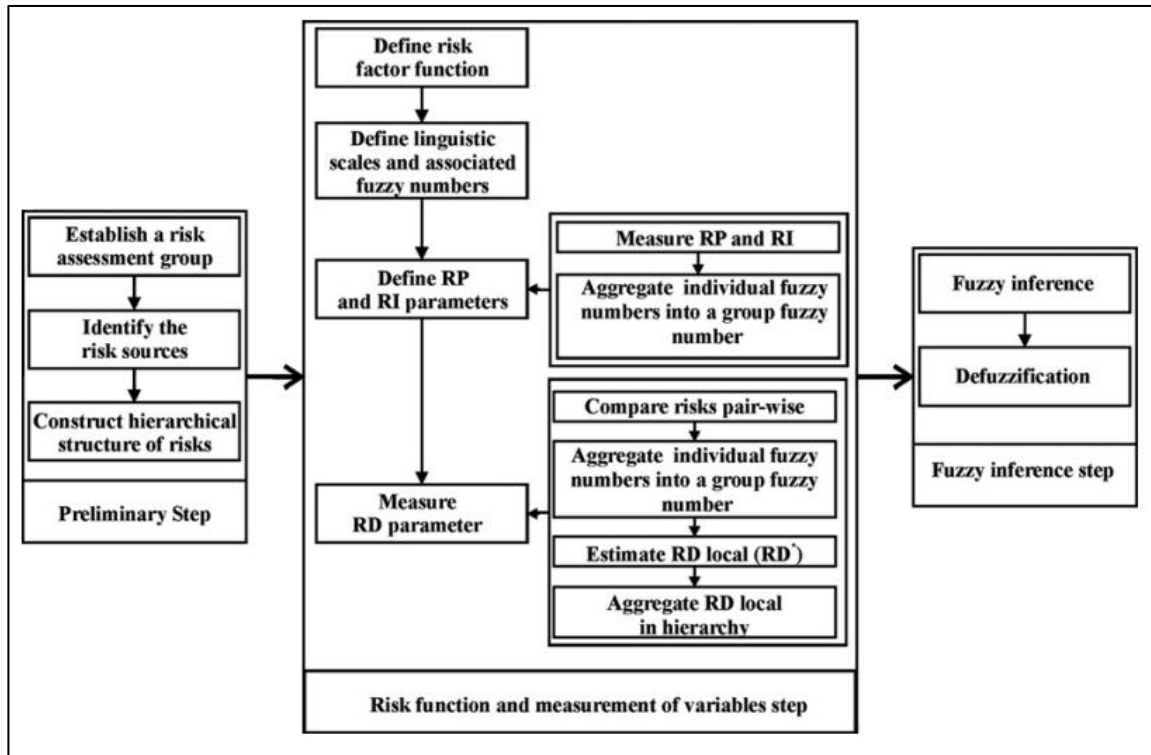 Establish a risk
assessment group
Identify the
risk sources
Construct hierarchical
structure of risks
Preliminary Step
Define risk
factor function
Define linguistic
scales and associated
fuzzy numbers
Define RP
and RI parameters
Measure
RD parameter
Measure RP and RI
Aggregate individual fuzzy
numbers into a group fuzzy
number
Compare risks pair-wise
Aggregate individual fuzzy
numbers into a group fuzzy
number
Estimate RD local (RD*)
Aggregate RD local
in hierarchy
Risk function and measurement of variables step
Fuzzy inference
Defuzzification
Fuzzy inference step